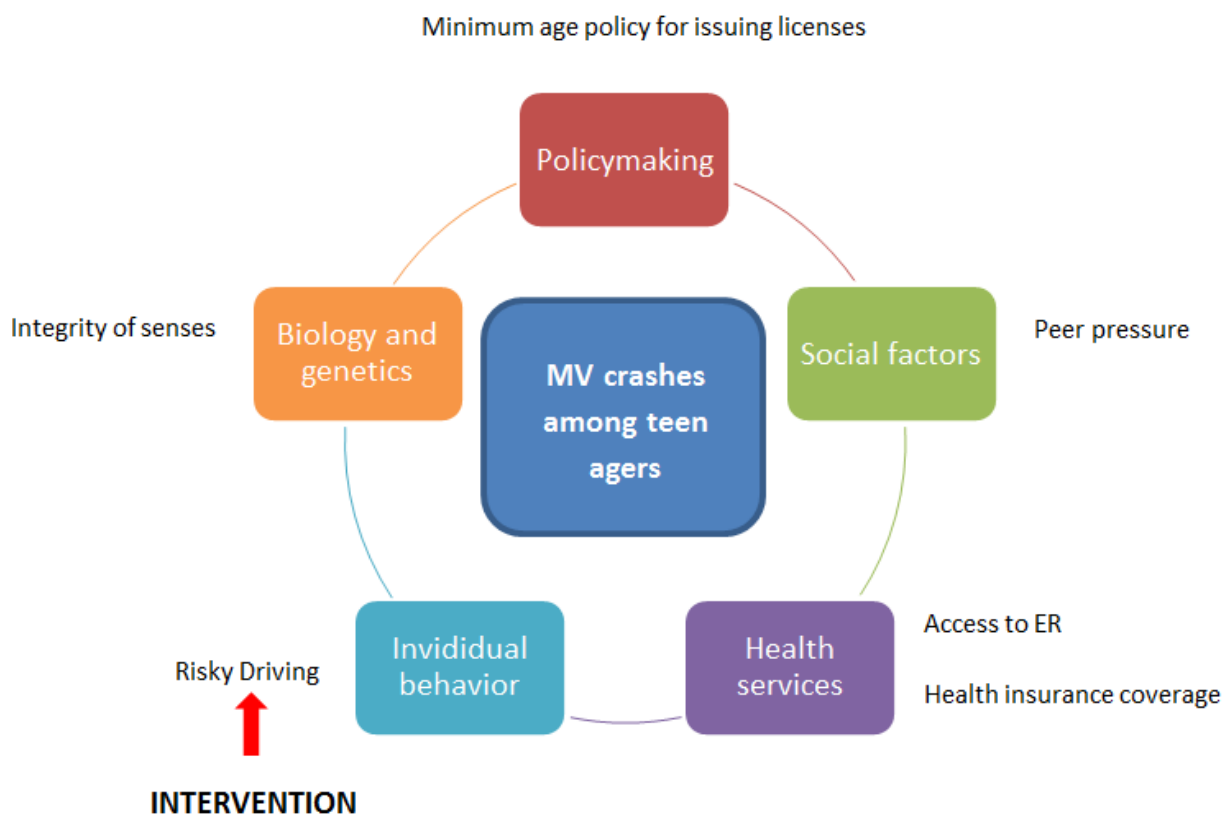 Minimum age policy for issuing licenses
Policymaking
Integrity of senses
Biology and
genetics
MV crashes
among teen
agers
Social factors
Peer pressure
Risky Driving
Invididual
behavior
Health
services
Access to ER
Health insurance coverage
INTERVENTION